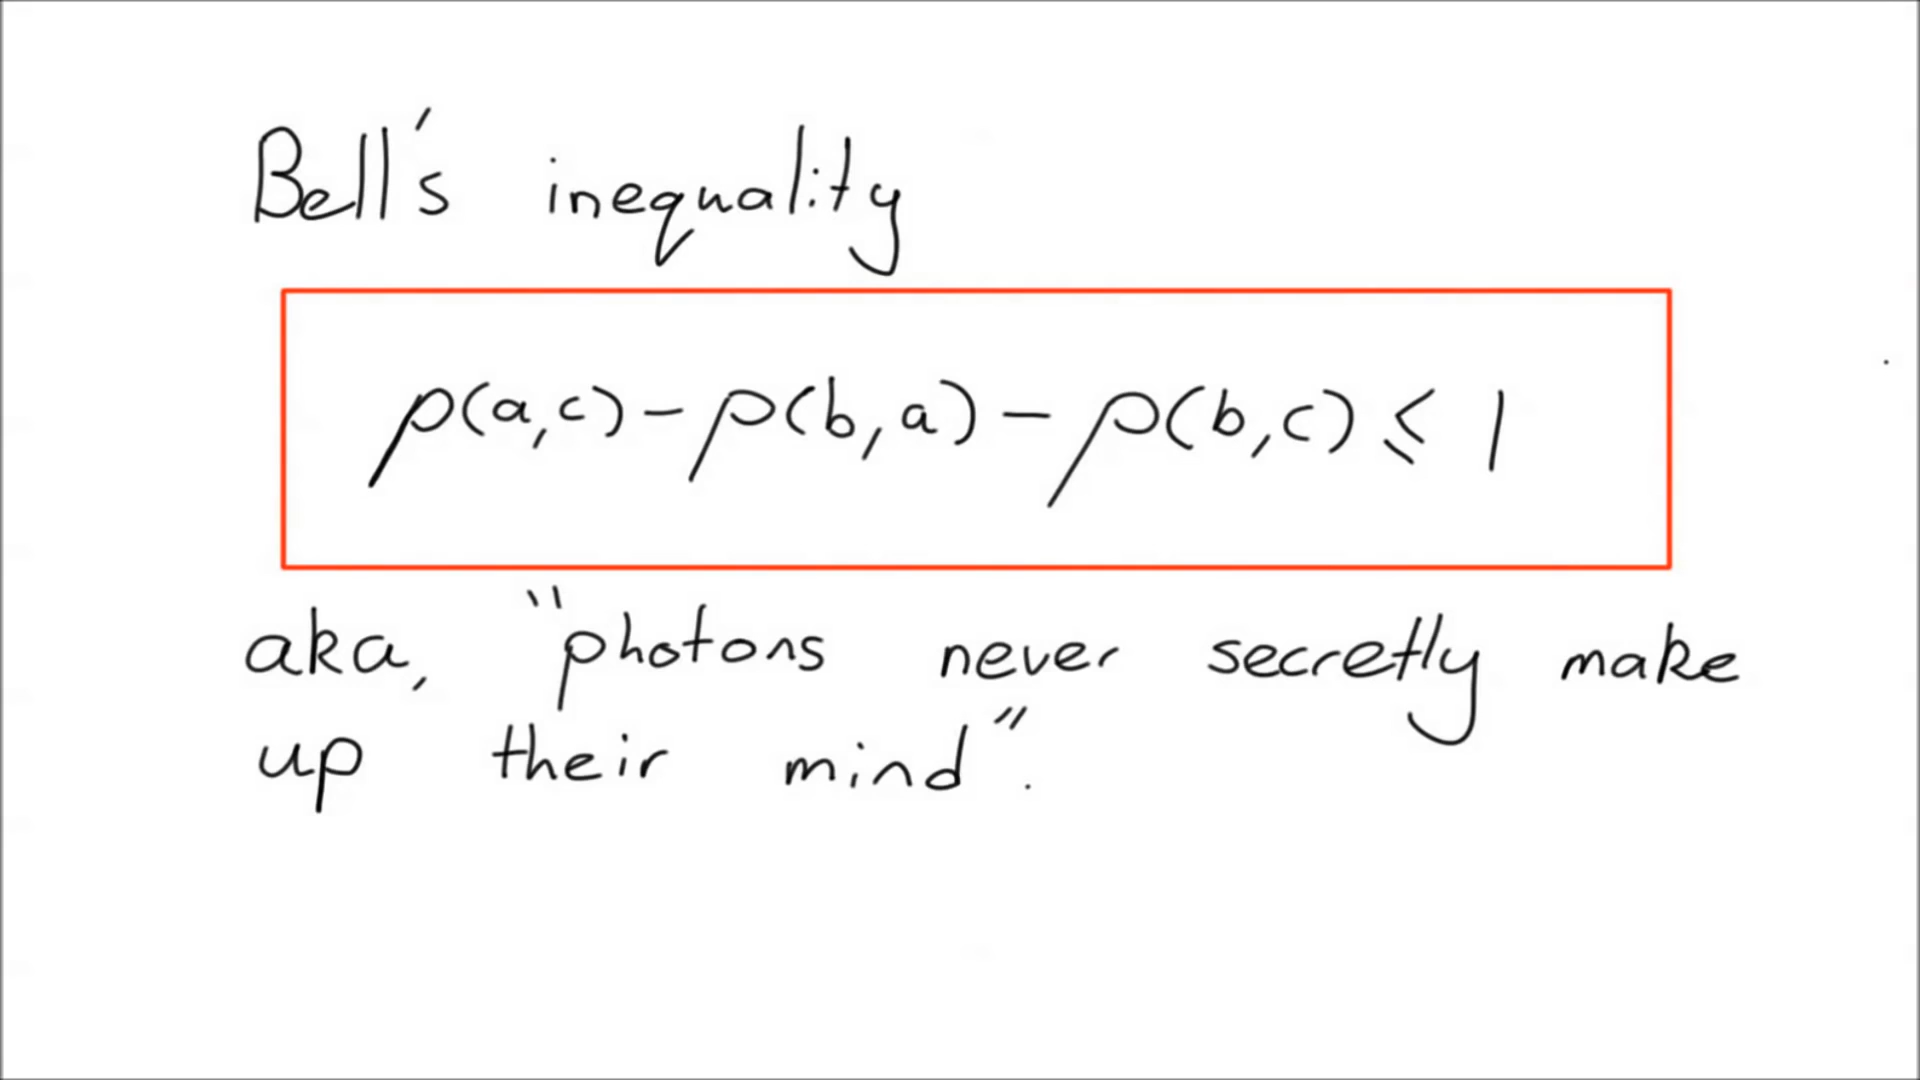 Bell's inequality
ρ(a,c) - ρ(b,a) - ρ(b,c) ≤ 1
aka, "photons never secretly make
up their mind".